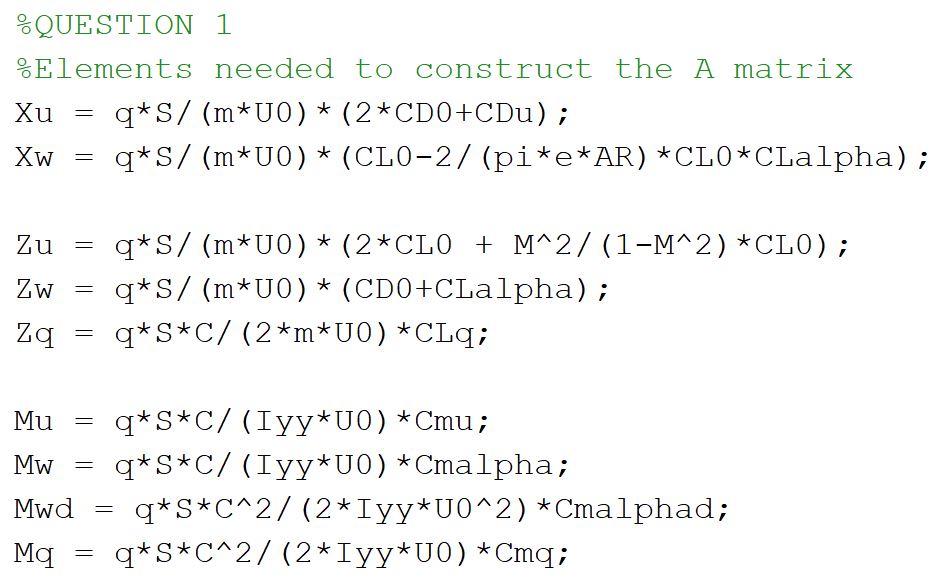 %QUESTION 1
%Elements needed to construct the A matrix
Xu = q*S/(m*U0)*(2*CD0+CDu);
Xw = q*S/(m*U0)*(CL0-2/(pi*e*AR)*CL0*CLalpha);
Zu = q*S/(m*U0)*(2*CL0 + M^2/(1-M^2)*CL0);
Zw = q*S/(m*U0)*(CD0+CLalpha);
Zq = q*S*C/(2*m*U0)*CLq;
Mu = q*S*C/(Iyy*U0)*Cmu;
Mw = q*S*C/(Iyy*U0)*Cmalpha;
Mwd = q*S*C^2/(2*Iyy*U0^2)*Cmalphad;
Mq = q*S*C^2/(2*Iyy*U0)*Cmq;